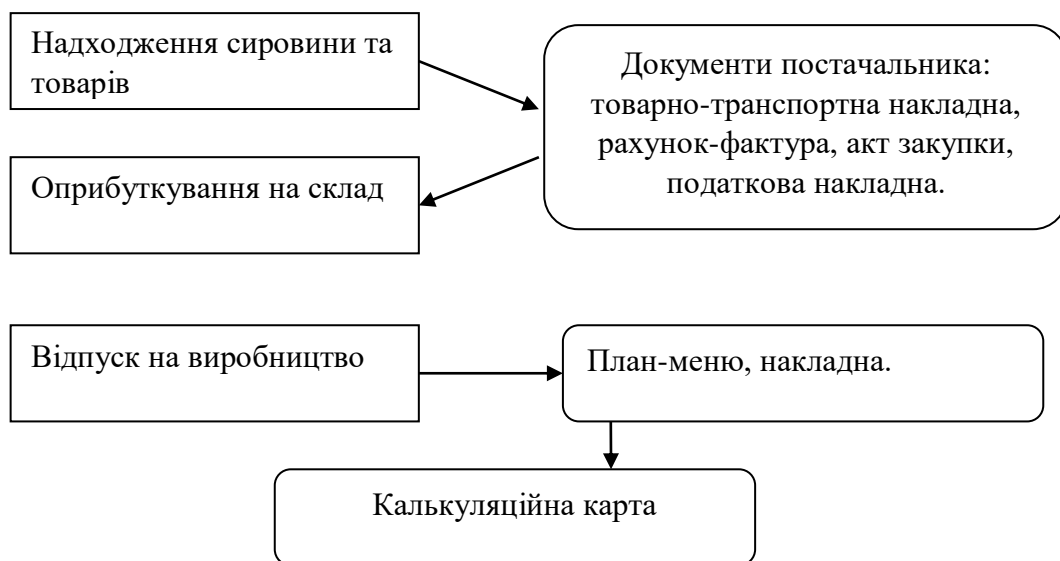 Надходження сировини та
товарів
Документи постачальника:
товарно-транспортна накладна,
рахунок-фактура, акт закупки,
податкова накладна.
Оприбуткування на склад
Відпуск на виробництво
План-меню, накладна.
Калькуляційна карта